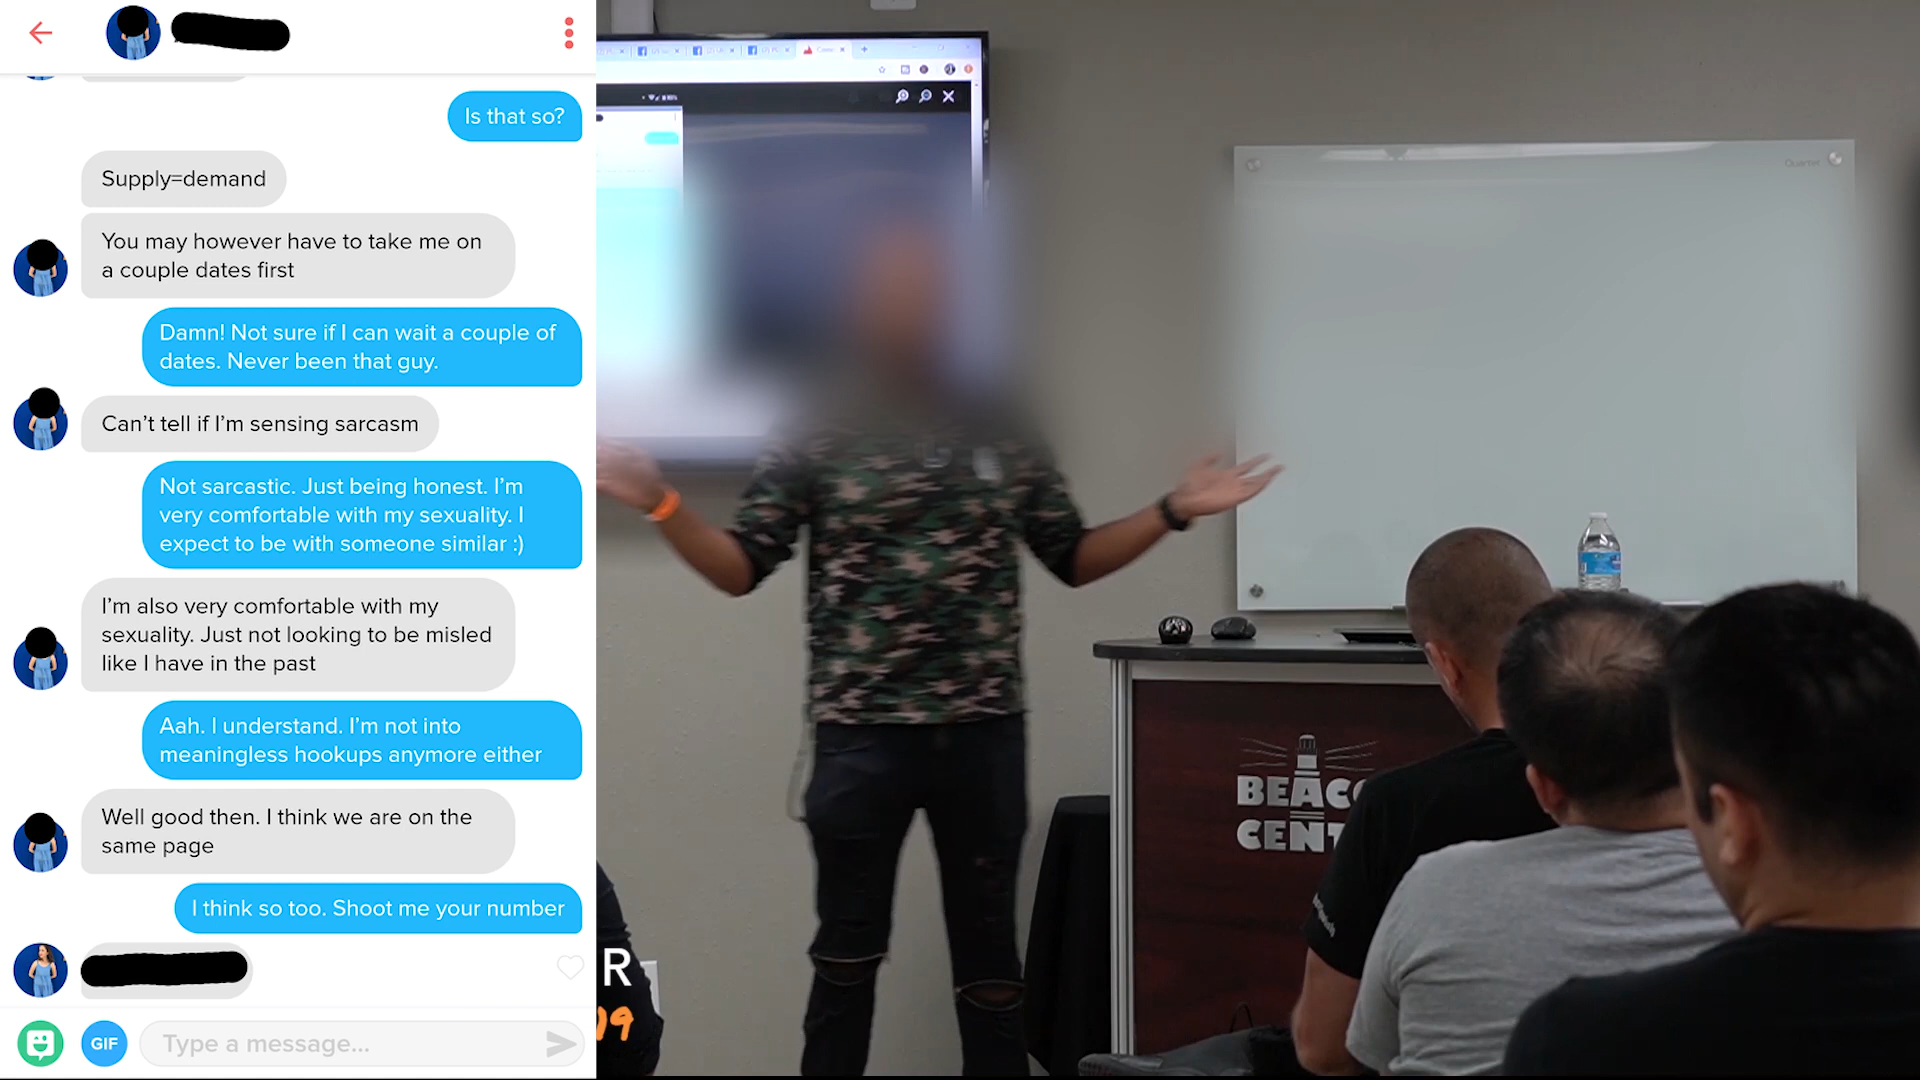 Is that so?
Supply=demand
You may however have to take me on
a couple dates first
Damn! Not sure if I can wait a couple of
dates. Never been that guy.
Can't tell if I'm sensing sarcasm
Not sarcastic. Just being honest. I'm
very comfortable with my sexuality. I
expect to be with someone similar :)
I'm also very comfortable with my
sexuality. Just not looking to be misled
like I have in the past
Aah. I understand. I'm not into
meaningless hookups anymore either
Well good then. I think we are on the
same page
I think so too. Shoot me your number
GIF
Type a message...
Quartet
BEACO
CENT
R
19